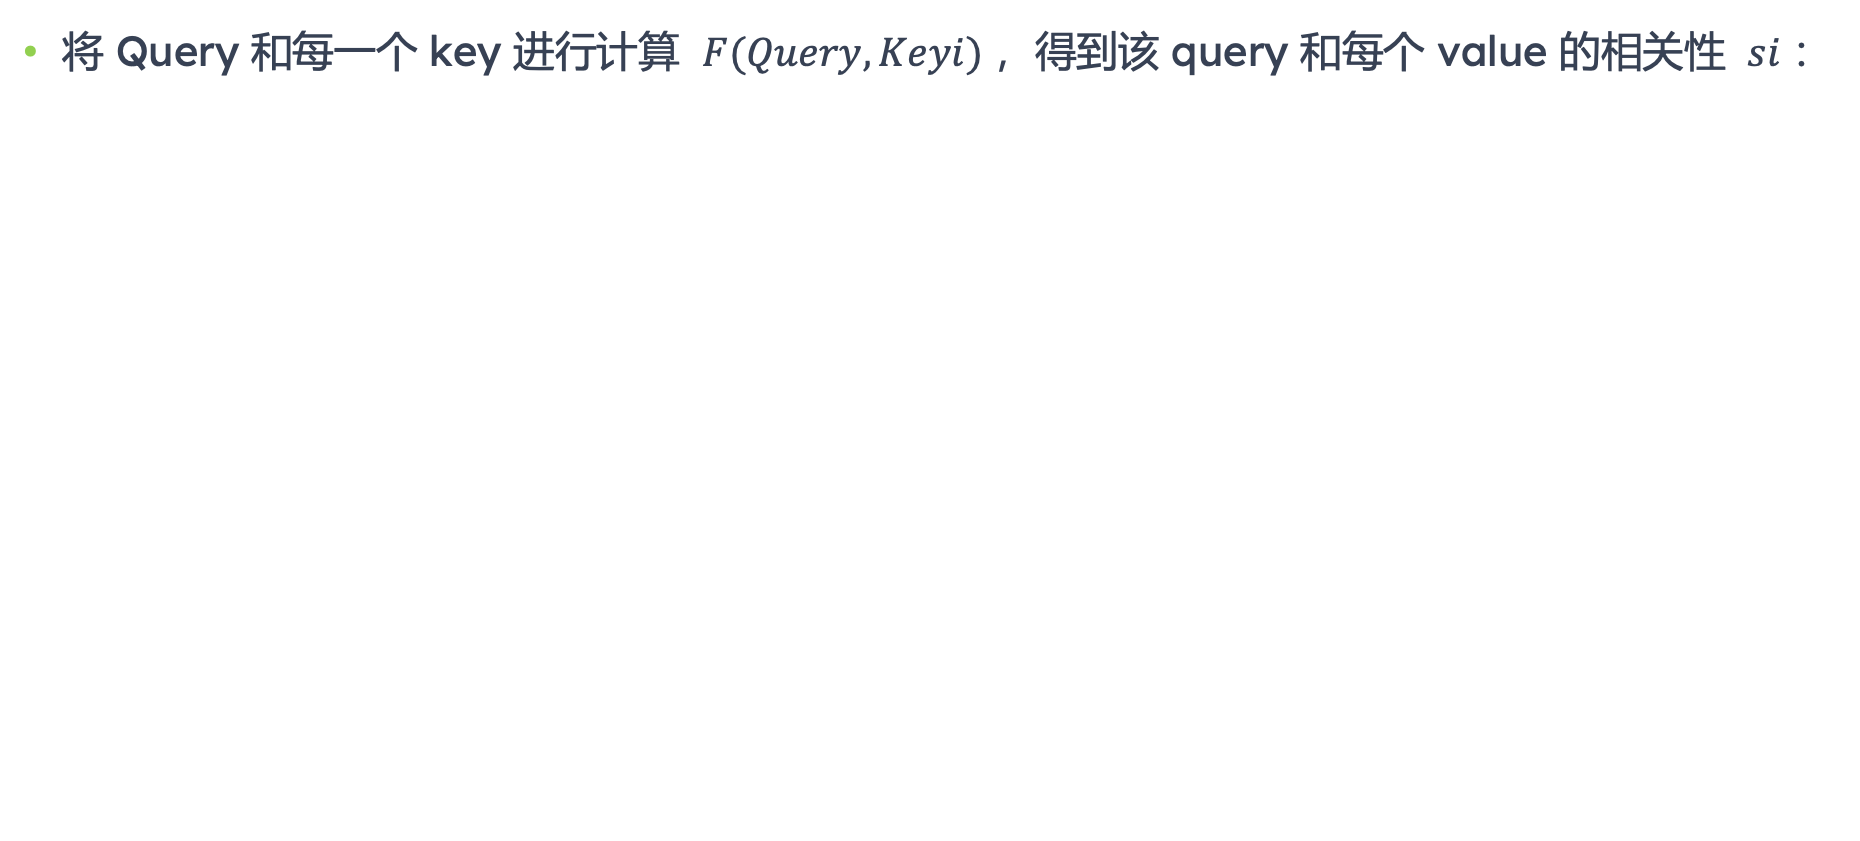 • 将 Query 和每一个 key 进行计算 F(Query,Keyi)， 得到该 query 和每个 value 的相关性 si：